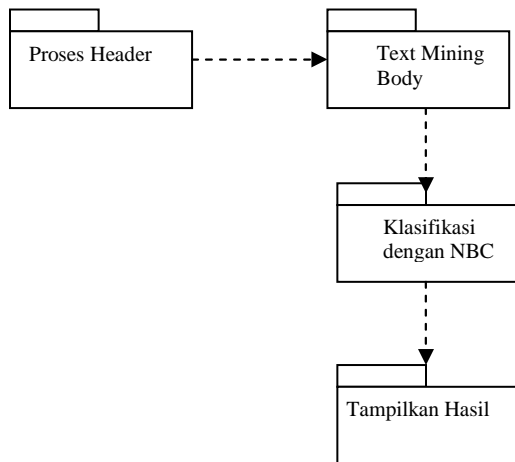 Proses Header
Text Mining
Body
Klasifikasi
dengan NBC
Tampilkan Hasil